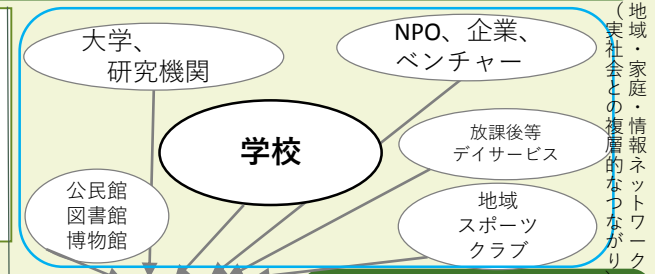 大学、
研究機関
NPO、企業、
ベンチャー
学校
放課後等
デイサービス
公民館
図書館
博物館
地域
スポーツ
クラブ
地域・家庭・情報ネットワーク
（実社会との複層的なつながり